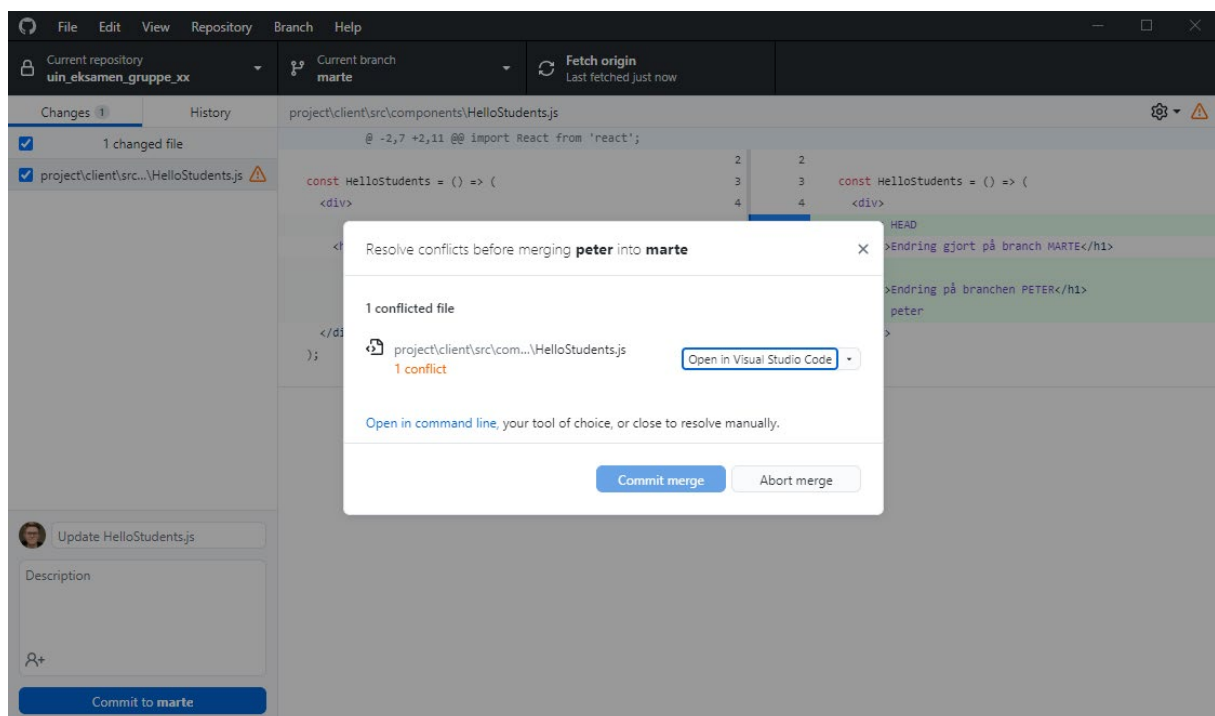 File Edit View Repository Branch Help
Current repository
uin_eksamen_gruppe_xx
Current branch
marte
Fetch origin
Last fetched just now
Changes 1 History
project\client\src\components\HelloStudents.js
1 changed file
project\client\src...\HelloStudents.js
@ -2,7 +2,11 @@ import React from 'react';
2 2
const HelloStudents = () => ( 3 3 const HelloStudents = () => (
<div> 4 4 <div>
HEAD
<h >Endring gjort på branch MARTE</h1>
>Endring på branchen PETER</h1>
peter
</di >
);
Resolve conflicts before merging peter into marte
1 conflicted file
project\client\src\com...\HelloStudents.js
1 conflict
Open in Visual Studio Code
Open in command line, your tool of choice, or close to resolve manually.
Commit merge Abort merge
Update HelloStudents.js
Description
Commit to marte